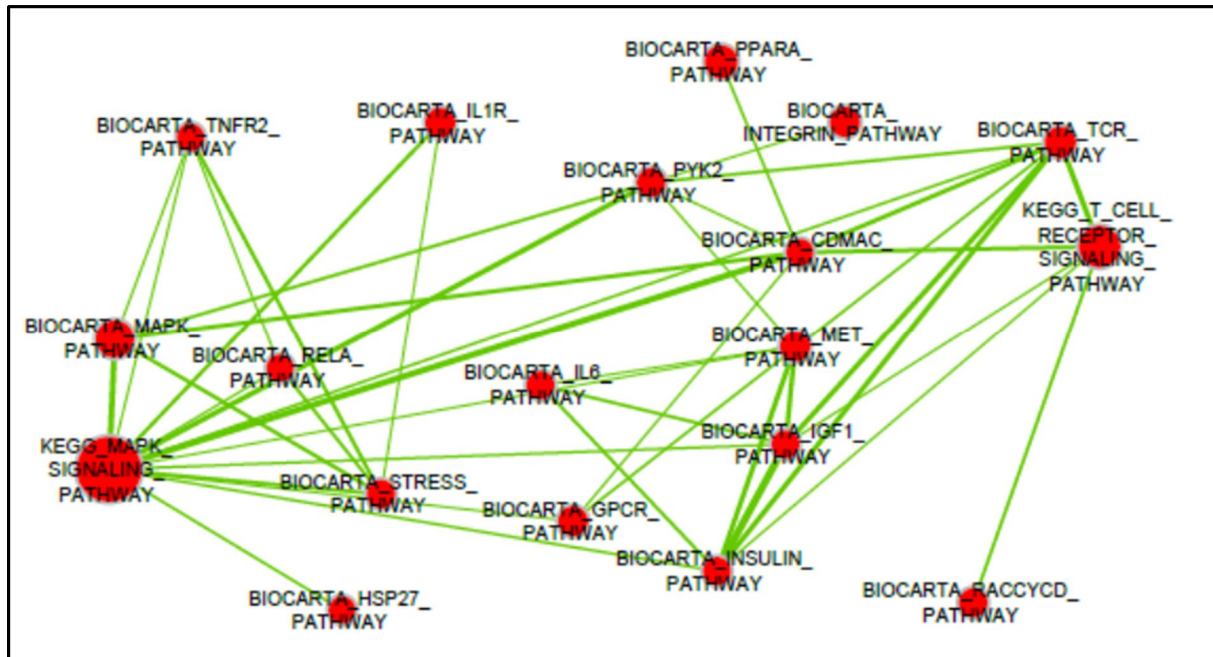 BIOCARTA_PPARA_
PATHWAY
BIOCARTA_TNFR2_
PATHWAY
BIOCARTA_IL1R_
PATHWAY
BIOCARTA_
INTEGRIN_PATHWAY
BIOCARTA_TCR_
PATHWAY
BIOCARTA_PYK2_
PATHWAY
KEGG_T_CELL_
RECEPTOR_
SIGNALING_
PATHWAY
BIOCARTA_CDMAC_
PATHWAY
BIOCARTA_MAPK_
PATHWAY
BIOCARTA_RELA_
PATHWAY
BIOCARTA_MET_
PATHWAY
BIOCARTA_IL6_
PATHWAY
BIOCARTA_IGF1_
PATHWAY
KEGG_MAPK_
SIGNALING_
PATHWAY
BIOCARTA_STRESS_
PATHWAY
BIOCARTA_GPCR_
PATHWAY
BIOCARTA_INSULIN_
PATHWAY
BIOCARTA_HSP27_
PATHWAY
BIOCARTA_RACCYCD_
PATHWAY